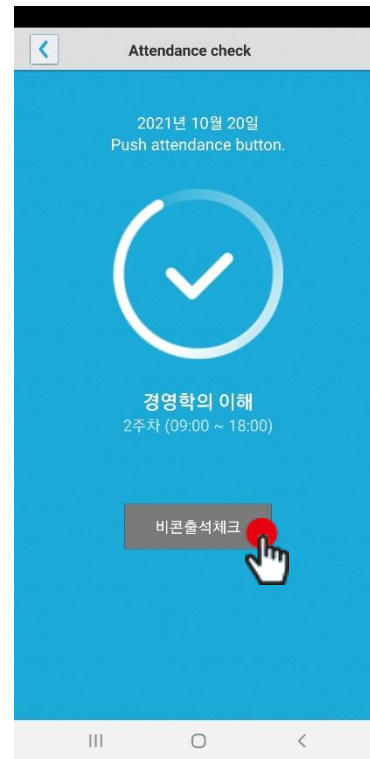 Attendance check
2021년 10월 20일
Push attendance button.
경영학의 이해
2주차 (09:00 ~ 18:00)
비콘출석체크